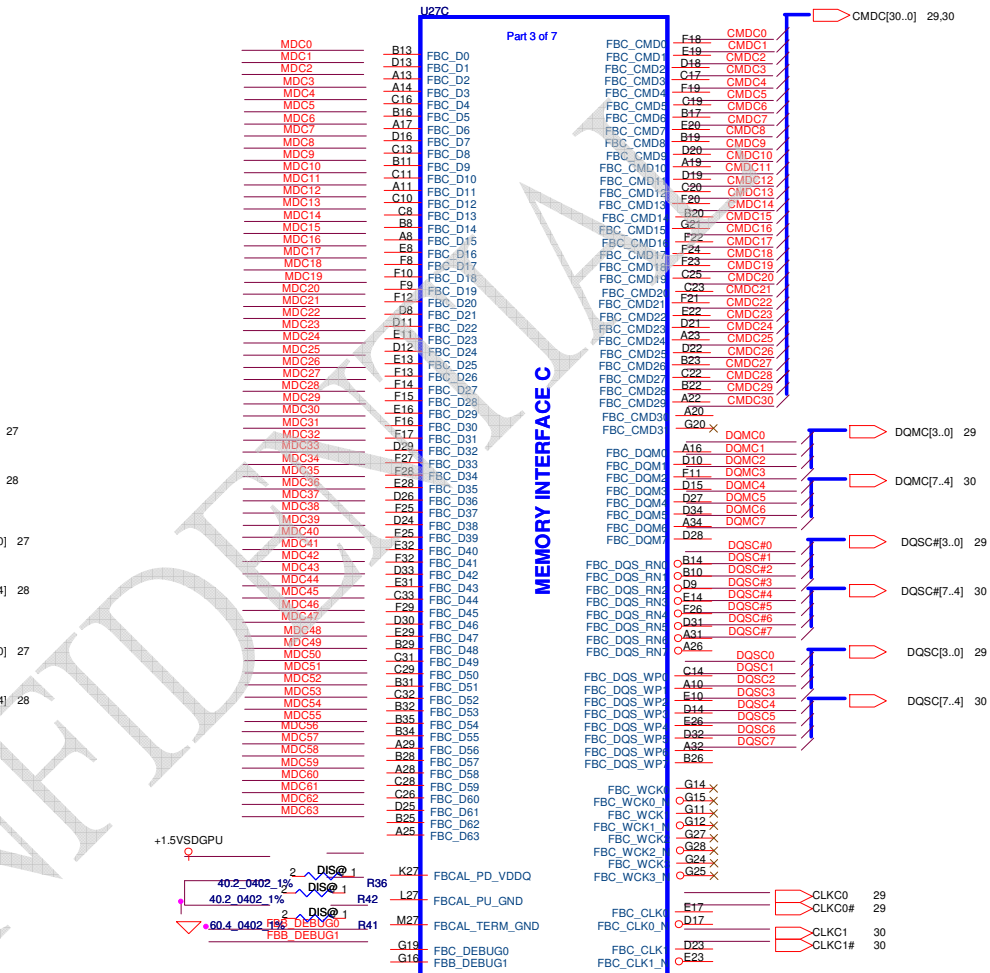 U27C
Part 3 of 7
MEMORY INTERFACE C
MDC0 B13 FBC_D0
MDC1 D13 FBC_D1
MDC2 A13 FBC_D2
MDC3 A14 FBC_D3
MDC4 C16 FBC_D4
MDC5 B16 FBC_D5
MDC6 A17 FBC_D6
MDC7 D16 FBC_D7
MDC8 C13 FBC_D8
MDC9 B11 FBC_D9
MDC10 C11 FBC_D10
MDC11 A11 FBC_D11
MDC12 C10 FBC_D12
MDC13 C8 FBC_D13
MDC14 B8 FBC_D14
MDC15 A8 FBC_D15
MDC16 E8 FBC_D16
MDC17 F8 FBC_D17
MDC18 F10 FBC_D18
MDC19 F9 FBC_D19
MDC20 F12 FBC_D20
MDC21 D8 FBC_D21
MDC22 D11 FBC_D22
MDC23 E11 FBC_D23
MDC24 D12 FBC_D24
MDC25 E13 FBC_D25
MDC26 F13 FBC_D26
MDC27 F14 FBC_D27
MDC28 F15 FBC_D28
MDC29 E16 FBC_D29
MDC30 F16 FBC_D30
MDC31 F17 FBC_D31
MDC32 D29 FBC_D32
MDC33 F27 FBC_D33
MDC34 F28 FBC_D34
MDC35 E28 FBC_D35
MDC36 D26 FBC_D36
MDC37 F25 FBC_D37
MDC38 D24 FBC_D38
MDC39 E25 FBC_D39
MDC40 E32 FBC_D40
MDC41 F32 FBC_D41
MDC42 D33 FBC_D42
MDC43 E31 FBC_D43
MDC44 C33 FBC_D44
MDC45 F29 FBC_D45
MDC46 D30 FBC_D46
MDC47 E29 FBC_D47
MDC48 B29 FBC_D48
MDC49 C31 FBC_D49
MDC50 C29 FBC_D50
MDC51 B31 FBC_D51
MDC52 C32 FBC_D52
MDC53 B32 FBC_D53
MDC54 B35 FBC_D54
MDC55 B34 FBC_D55
MDC56 A29 FBC_D56
MDC57 B28 FBC_D57
MDC58 A28 FBC_D58
MDC59 C28 FBC_D59
MDC60 C26 FBC_D60
MDC61 D25 FBC_D61
MDC62 B25 FBC_D62
MDC63 A25 FBC_D63
+1.5VSDGPU
40.2_0402_1% 2 DIS@ 1 R36 K27 FBCAL_PD_VDDQ
40.2_0402_1% 2 DIS@ 1 R42 L27 FBCAL_PU_GND
60.4_0402_1% 2 DIS@ 1 R41 M27 FBCAL_TERM_GND
FBB_DEBUG0 G19 FBC_DEBUG0
FBB_DEBUG1 G16 FBB_DEBUG1
FBC_CMD0 F18 CMDC0
FBC_CMD1 E19 CMDC1
FBC_CMD2 D18 CMDC2
FBC_CMD3 C17 CMDC3
FBC_CMD4 F19 CMDC4
FBC_CMD5 C19 CMDC5
FBC_CMD6 B17 CMDC6
FBC_CMD7 E20 CMDC7
FBC_CMD8 B19 CMDC8
FBC_CMD9 D20 CMDC9
FBC_CMD10 A19 CMDC10
FBC_CMD11 D19 CMDC11
FBC_CMD12 C20 CMDC12
FBC_CMD13 F20 CMDC13
FBC_CMD14 B20 CMDC14
FBC_CMD15 G21 CMDC15
FBC_CMD16 F22 CMDC16
FBC_CMD17 F24 CMDC17
FBC_CMD18 F23 CMDC18
FBC_CMD19 C25 CMDC19
FBC_CMD20 C23 CMDC20
FBC_CMD21 F21 CMDC21
FBC_CMD22 E22 CMDC22
FBC_CMD23 D21 CMDC23
FBC_CMD24 A23 CMDC24
FBC_CMD25 D22 CMDC25
FBC_CMD26 B23 CMDC26
FBC_CMD27 C22 CMDC27
FBC_CMD28 B22 CMDC28
FBC_CMD29 A22 CMDC29
FBC_CMD30 A20 CMDC30
FBC_CMD31 G20
FBC_DQM0 A16 DQMC0
FBC_DQM1 D10 DQMC1
FBC_DQM2 F11 DQMC2
FBC_DQM3 D15 DQMC3
FBC_DQM4 D27 DQMC4
FBC_DQM5 D34 DQMC5
FBC_DQM6 A34 DQMC6
FBC_DQM7 D28 DQMC7
FBC_DQS_RN0 B14 DQSC#0
FBC_DQS_RN1 B10 DQSC#1
FBC_DQS_RN2 D9 DQSC#2
FBC_DQS_RN3 E14 DQSC#3
FBC_DQS_RN4 F26 DQSC#4
FBC_DQS_RN5 D31 DQSC#5
FBC_DQS_RN6 A31 DQSC#6
FBC_DQS_RN7 A26 DQSC#7
FBC_DQS_WP0 C14 DQSC0
FBC_DQS_WP1 A10 DQSC1
FBC_DQS_WP2 E10 DQSC2
FBC_DQS_WP3 D14 DQSC3
FBC_DQS_WP4 E26 DQSC4
FBC_DQS_WP5 D32 DQSC5
FBC_DQS_WP6 A32 DQSC6
FBC_DQS_WP7 B26 DQSC7
FBC_WCK0 G14
FBC_WCK0_N G15
FBC_WCK G11
FBC_WCK1_N G12
FBC_WCK2 G27
FBC_WCK2_N G28
FBC_WCK G24
FBC_WCK3_N G25
FBC_CLK0 E17
FBC_CLK0_N D17
FBC_CLK1 D23
FBC_CLK1_N E23
CMDC[30..0] 29,30
DQMC[3..0] 29
DQMC[7..4] 30
DQSC#[3..0] 29
DQSC#[7..4] 30
DQSC[3..0] 29
DQSC[7..4] 30
CLKC0 29
CLKC0# 29
CLKC1 30
CLKC1# 30
27
28
0] 27
4] 28
0] 27
4] 28
NFIDENTIAL